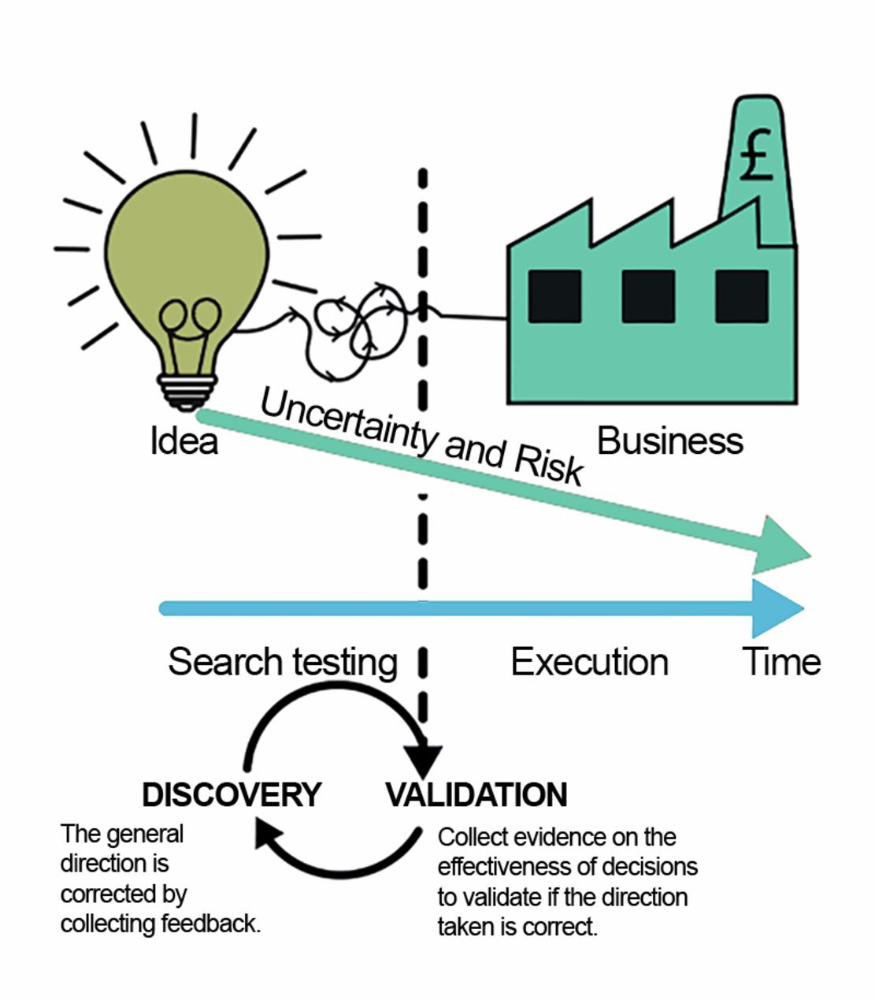 £
Idea
Uncertainty and Risk
Business
Search testing
Execution
Time
DISCOVERY
VALIDATION
The general
direction is
corrected by
collecting feedback.
Collect evidence on the
effectiveness of decisions
to validate if the direction
taken is correct.